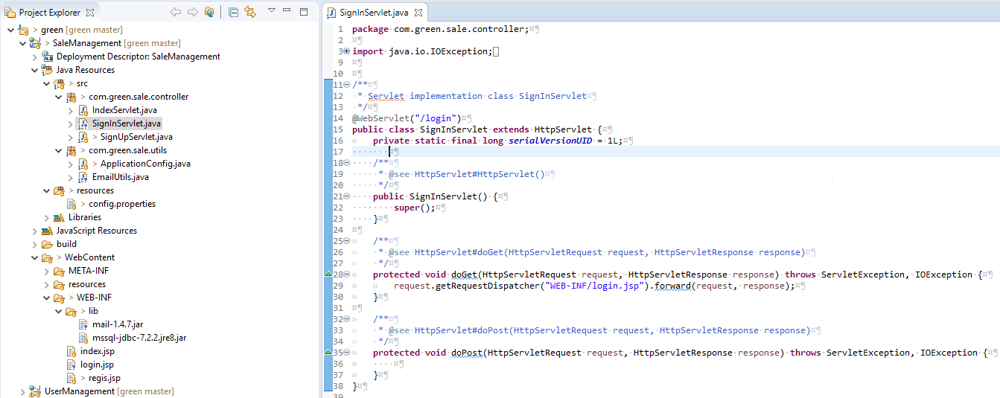 Project Explorer
green [green master]
SaleManagement [green master]
Deployment Descriptor: SaleManagement
Java Resources
src
com.green.sale.controller
IndexServlet.java
SignInServlet.java
SignUpServlet.java
com.green.sale.utils
ApplicationConfig.java
EmailUtils.java
resources
config.properties
Libraries
JavaScript Resources
build
WebContent
META-INF
resources
WEB-INF
lib
mail-1.4.7.jar
mssql-jdbc-7.2.2.jre8.jar
index.jsp
login.jsp
regis.jsp
UserManagement [green master]
SignInServlet.java
1 package com.green.sale.controller;
2
3 import java.io.IOException;
9
10
11 /**
12 * Servlet implementation class SignInServlet
13 */
14 @WebServlet("/login")
15 public class SignInServlet extends HttpServlet {
16 private static final long serialVersionUID = 1L;
17
18 /**
19 * @see HttpServlet#HttpServlet()
20 */
21 public SignInServlet() {
22 super();
23 }
24
25 /**
26 * @see HttpServlet#doGet(HttpServletRequest request, HttpServletResponse response)
27 */
28 protected void doGet(HttpServletRequest request, HttpServletResponse response) throws ServletException, IOException {
29 request.getRequestDispatcher("WEB-INF/login.jsp").forward(request, response);
30 }
31
32 /**
33 * @see HttpServlet#doPost(HttpServletRequest request, HttpServletResponse response)
34 */
35 protected void doPost(HttpServletRequest request, HttpServletResponse response) throws ServletException, IOException {
36
37 }
38 }
39